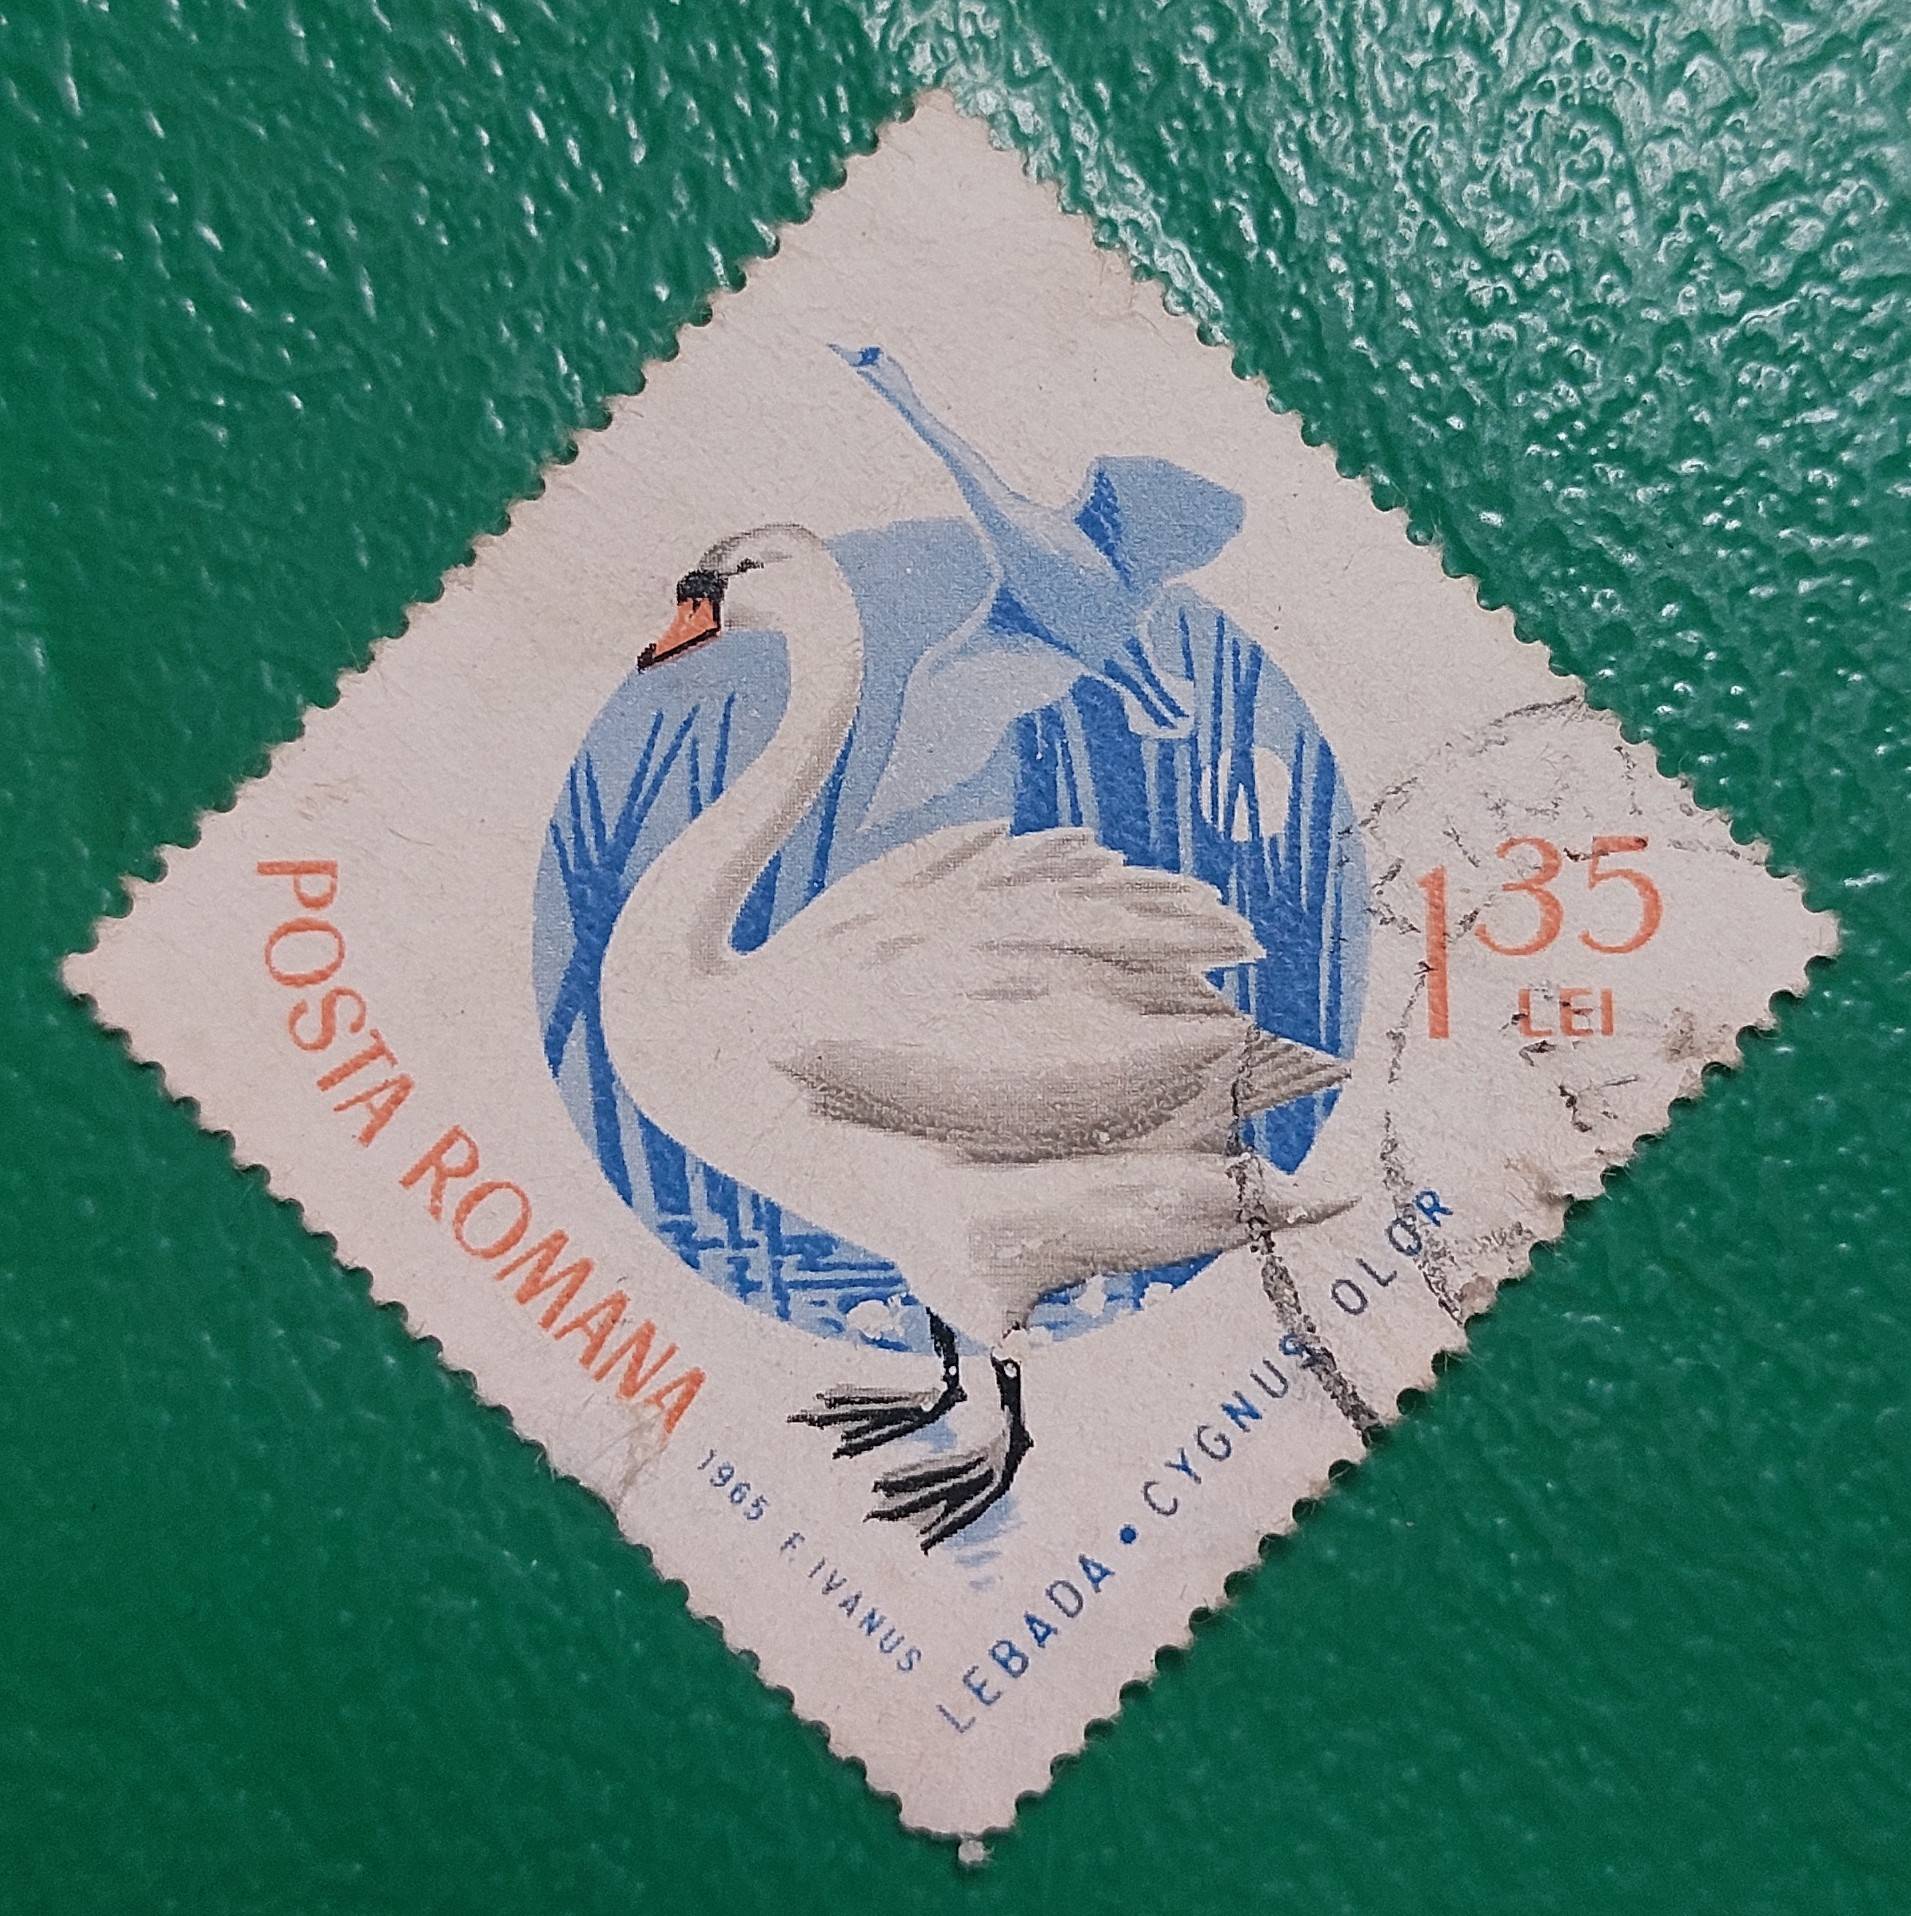 POSTA ROMANA
1 35
LEI
1965 F. IVANUS
LEBADA • CYGNUS OLOR